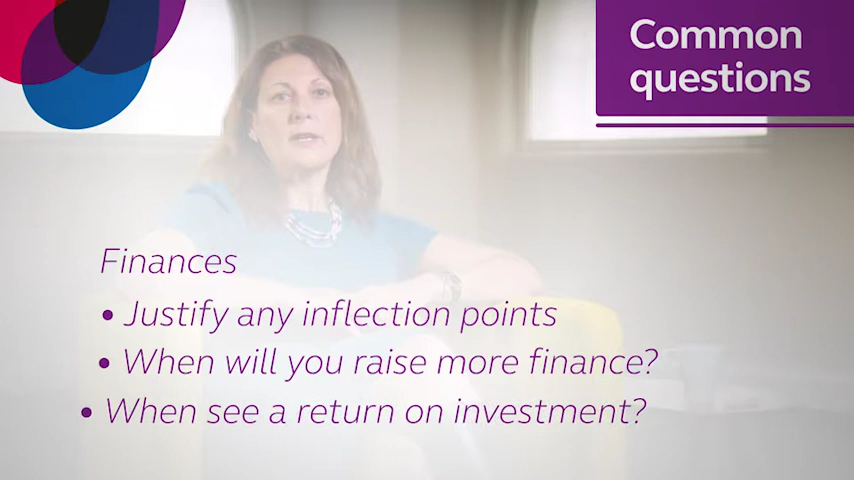 Common
questions
Finances
• Justify any inflection points
• When will you raise more finance?
• When see a return on investment?